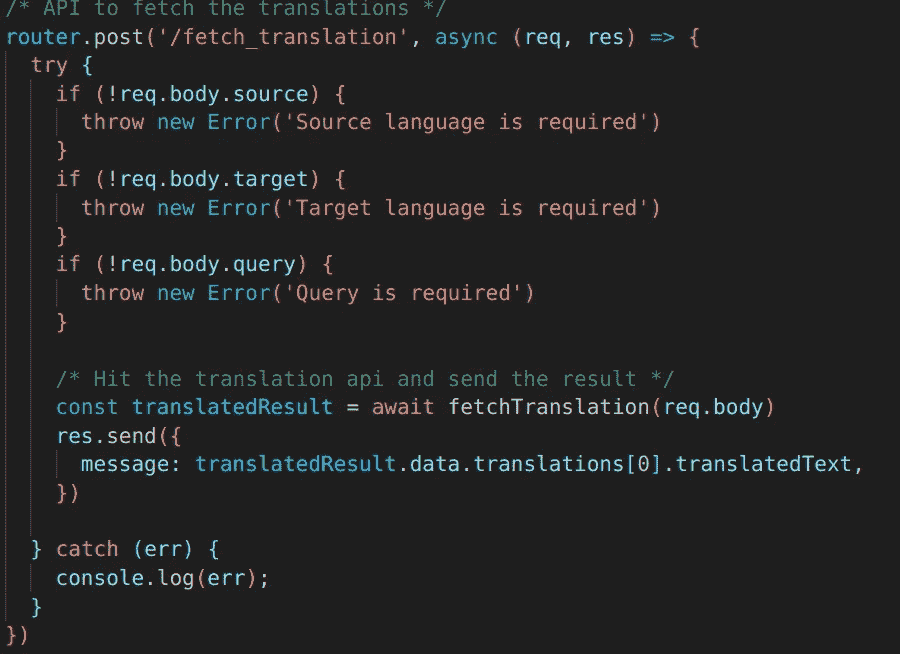 /* API to fetch the translations */
router.post('/fetch_translation', async (req, res) => {
  try {
    if (!req.body.source) {
      throw new Error('Source language is required')
    }
    if (!req.body.target) {
      throw new Error('Target language is required')
    }
    if (!req.body.query) {
      throw new Error('Query is required')
    }

    /* Hit the translation api and send the result */
    const translatedResult = await fetchTranslation(req.body)
    res.send({
      message: translatedResult.data.translations[0].translatedText,
    })

  } catch (err) {
    console.log(err);
  }
})